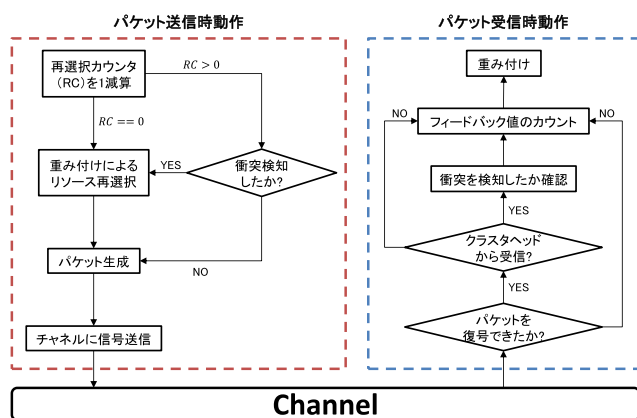 パケット送信時動作
再選択カウンタ
(RC)を1減算
RC > 0
RC == 0
重み付けによる
リソース再選択
YES
衝突検知
したか?
NO
パケット生成
チャネルに信号送信
パケット受信時動作
重み付け
NO
NO
フィードバック値のカウント
衝突を検知したか確認
YES
クラスタヘッド
から受信?
YES
パケットを
復号できたか?
Channel